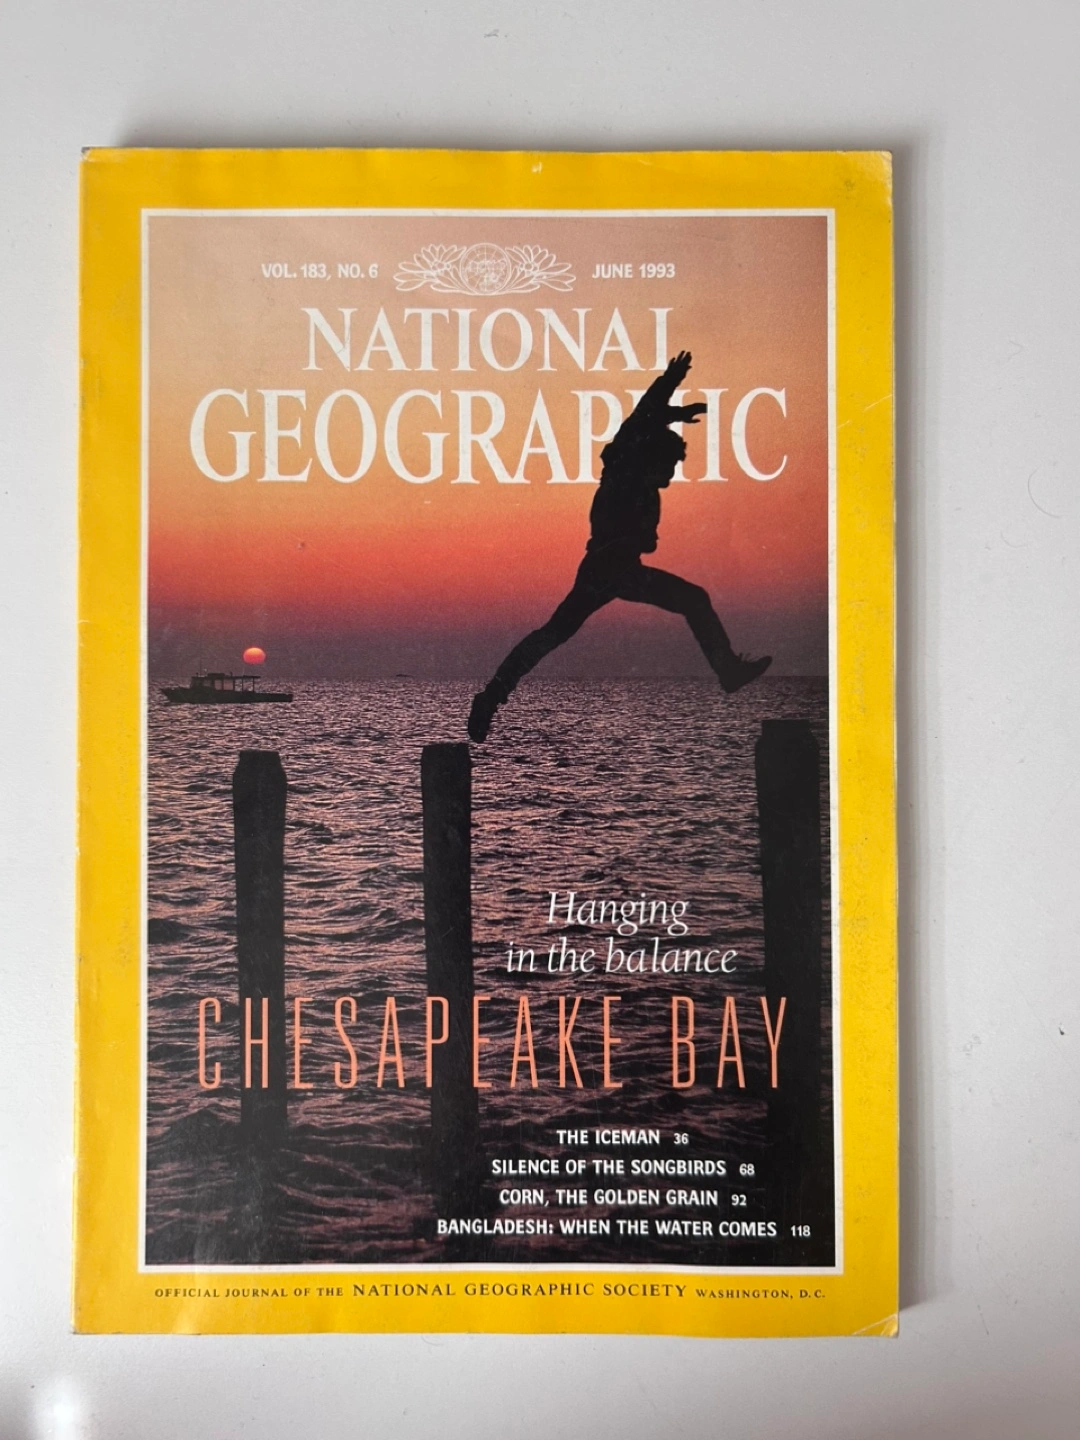 VOL. 183, NO. 6 JUNE 1993
NATIONAL
GEOGRAPHIC
Hanging
in the balance
CHESAPEAKE BAY
THE ICEMAN 36
SILENCE OF THE SONGBIRDS 68
CORN, THE GOLDEN GRAIN 92
BANGLADESH: WHEN THE WATER COMES 118
OFFICIAL JOURNAL OF THE NATIONAL GEOGRAPHIC SOCIETY WASHINGTON, D.C.